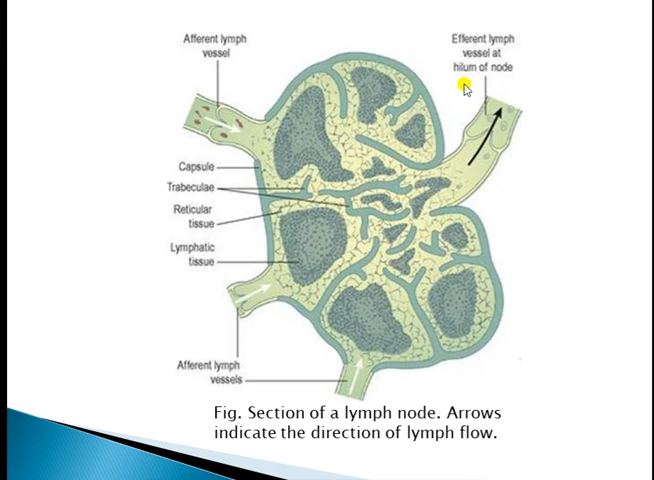 Afferent lymph
vessel
Efferent lymph
vessel at
hilum of node
Capsule
Trabeculae
Reticular
tissue
Lymphatic
tissue
Afferent lymph
vessels
Fig. Section of a lymph node. Arrows
indicate the direction of lymph flow.